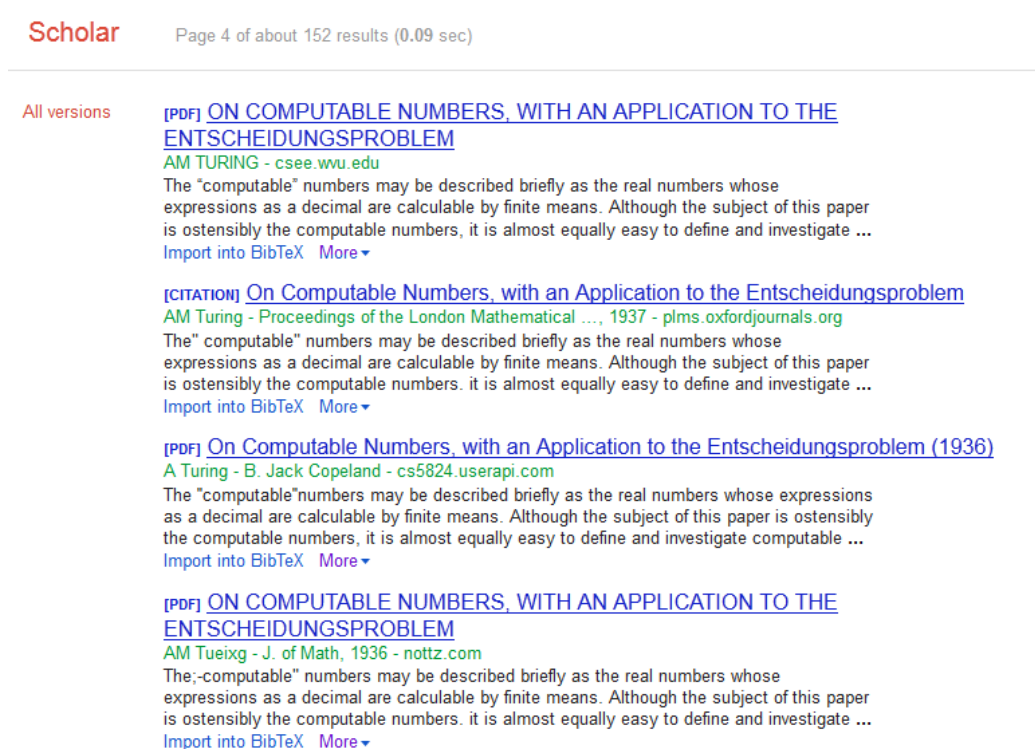 Scholar Page 4 of about 152 results (0.09 sec)
All versions
[PDF] ON COMPUTABLE NUMBERS, WITH AN APPLICATION TO THE
ENTSCHEIDUNGSPROBLEM
AM TURING - csee.wvu.edu
The “computable” numbers may be described briefly as the real numbers whose
expressions as a decimal are calculable by finite means. Although the subject of this paper
is ostensibly the computable numbers, it is almost equally easy to define and investigate ...
Import into BibTeX More
[CITATION] On Computable Numbers, with an Application to the Entscheidungsproblem
AM Turing - Proceedings of the London Mathematical ..., 1937 - plms.oxfordjournals.org
The" computable" numbers may be described briefly as the real numbers whose
expressions as a decimal are calculable by finite means. Although the subject of this paper
is ostensibly the computable numbers. it is almost equally easy to define and investigate ...
Import into BibTeX More
[PDF] On Computable Numbers, with an Application to the Entscheidungsproblem (1936)
A Turing - B. Jack Copeland - cs5824.userapi.com
The "computable"numbers may be described briefly as the real numbers whose expressions
as a decimal are calculable by finite means. Although the subject of this paper is ostensibly
the computable numbers, it is almost equally easy to define and investigate computable ...
Import into BibTeX More
[PDF] ON COMPUTABLE NUMBERS, WITH AN APPLICATION TO THE
ENTSCHEIDUNGSPROBLEM
AM Tueixg - J. of Math, 1936 - nottz.com
The;-computable" numbers may be described briefly as the real numbers whose
expressions as a decimal are calculable by finite means. Although the subject of this paper
is ostensibly the computable numbers. it is almost equally easy to define and investigate ...
Import into BibTeX More